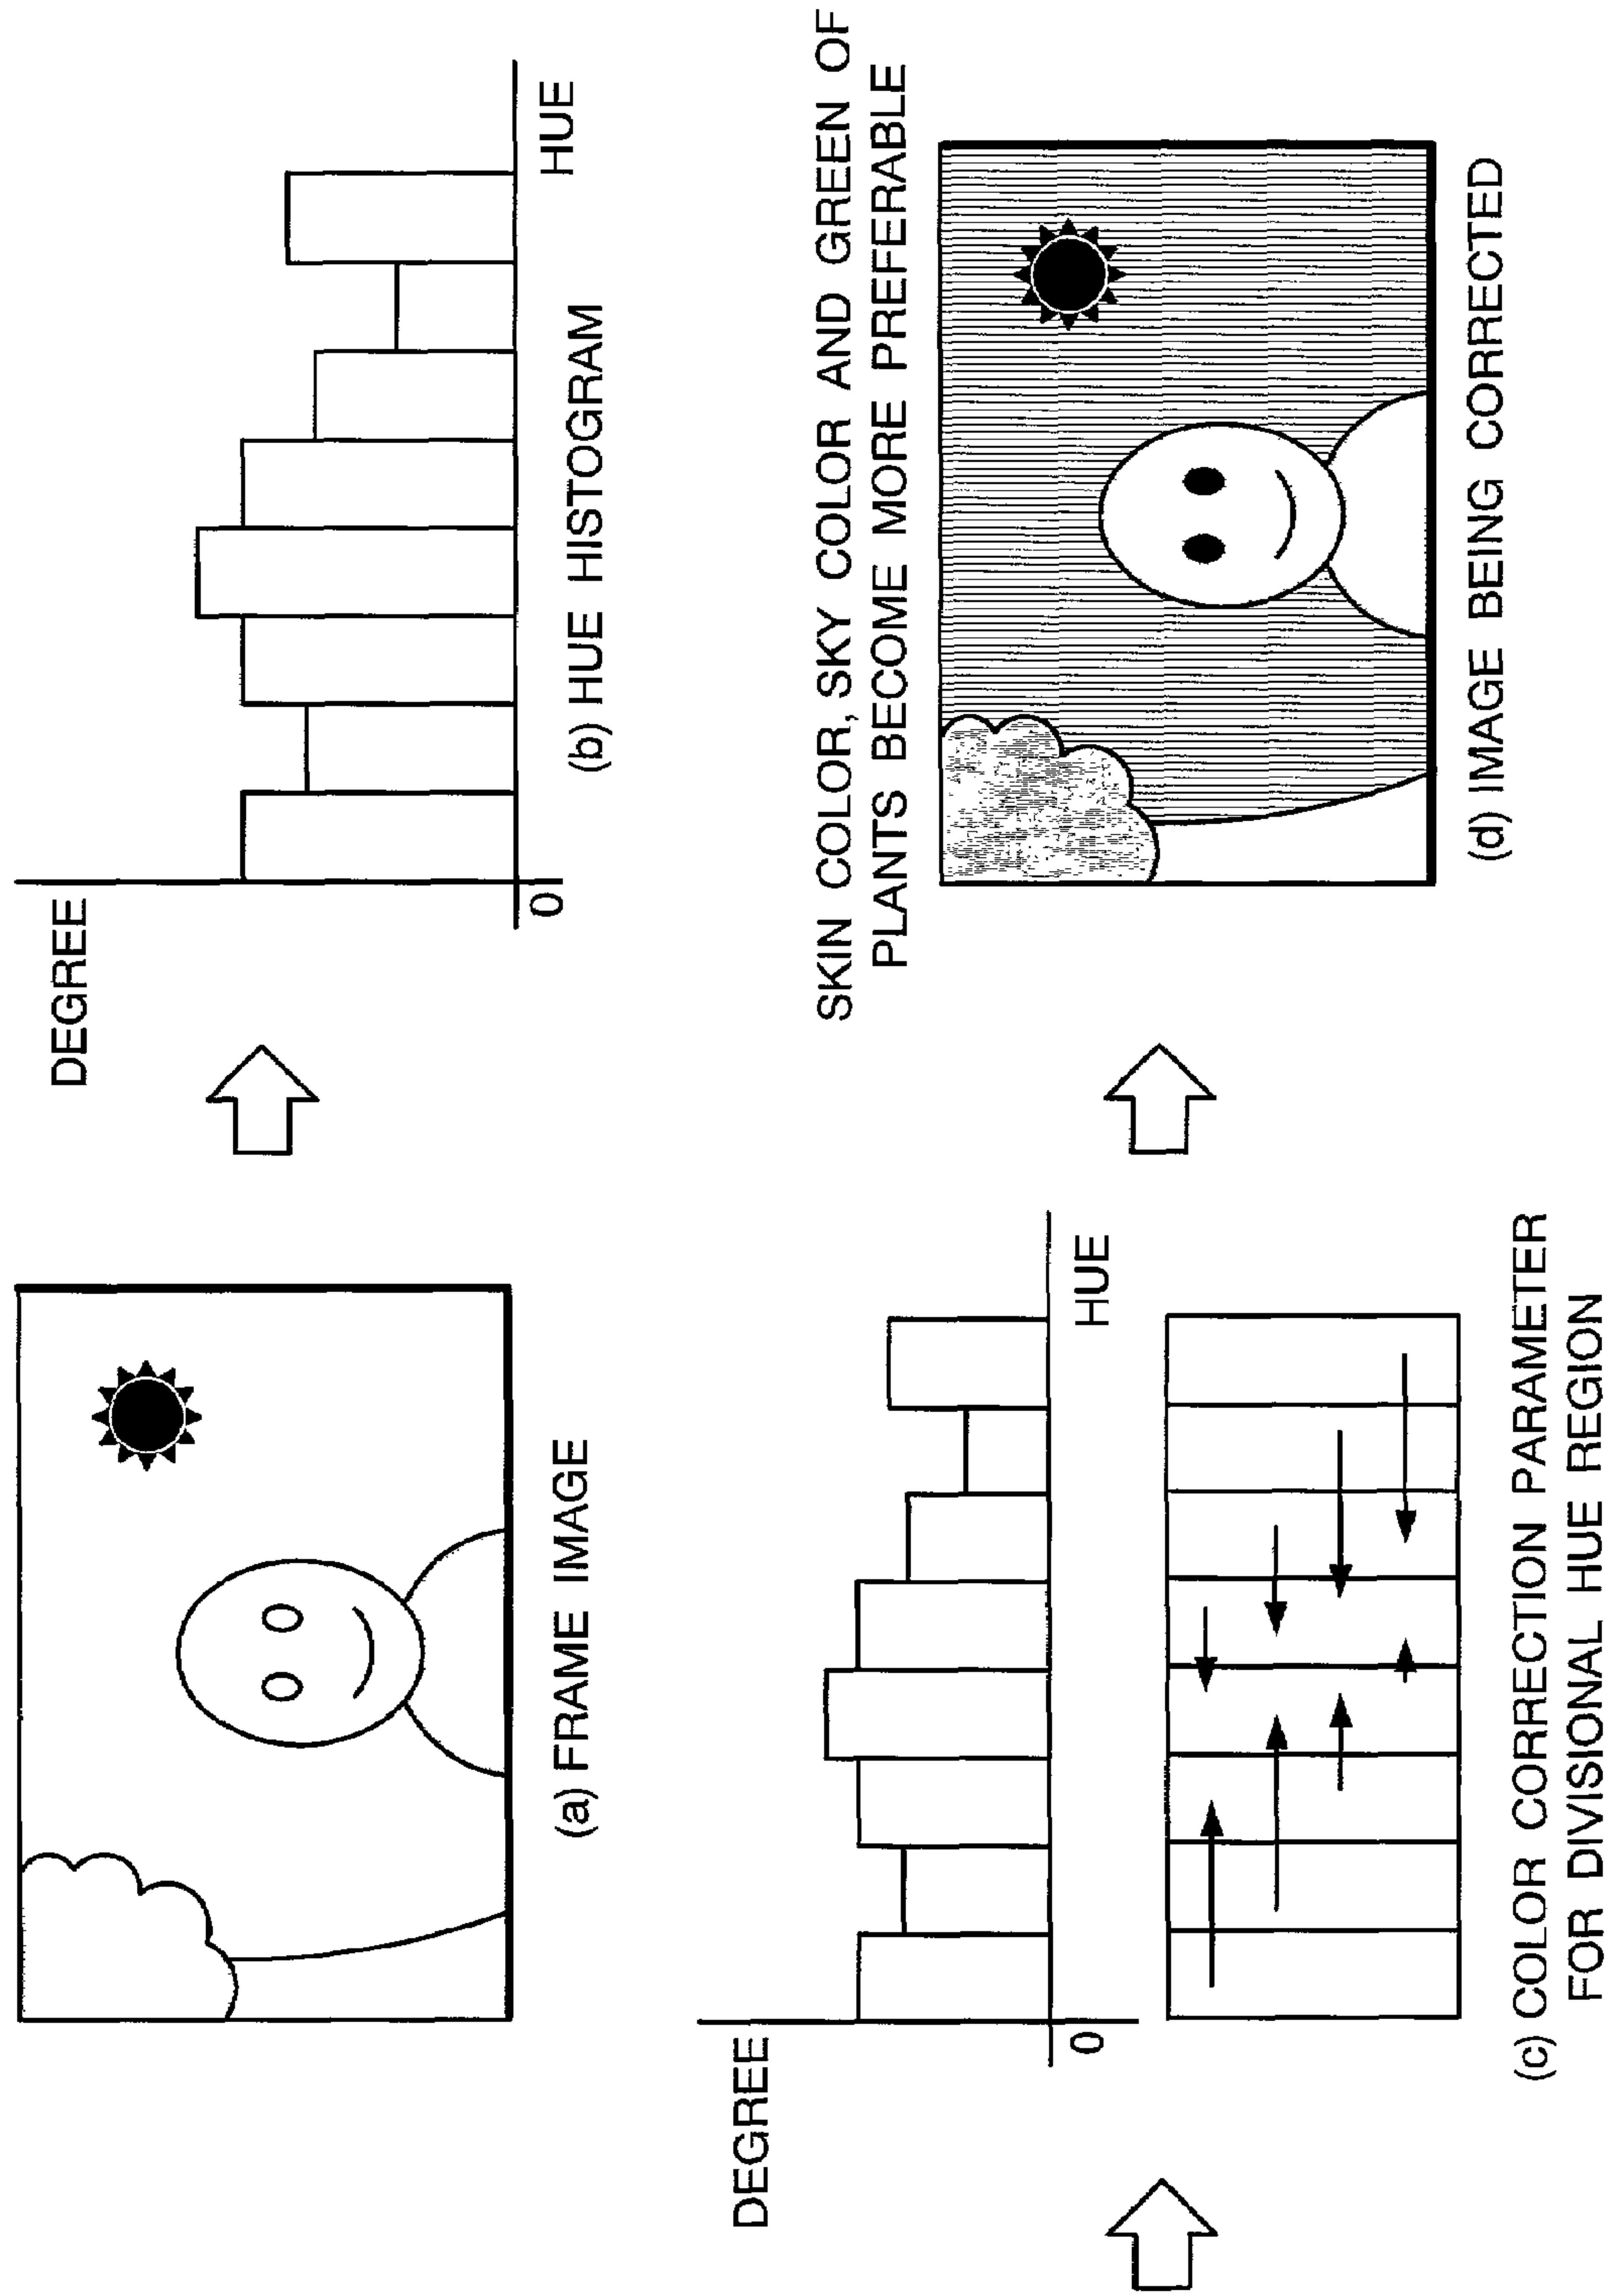 (a) FRAME IMAGE
DEGREE
0
HUE
(b) HUE HISTOGRAM
DEGREE
0
HUE
(c) COLOR CORRECTION PARAMETER
FOR DIVISIONAL HUE REGION
SKIN COLOR, SKY COLOR AND GREEN OF
PLANTS BECOME MORE PREFERABLE
(d) IMAGE BEING CORRECTED